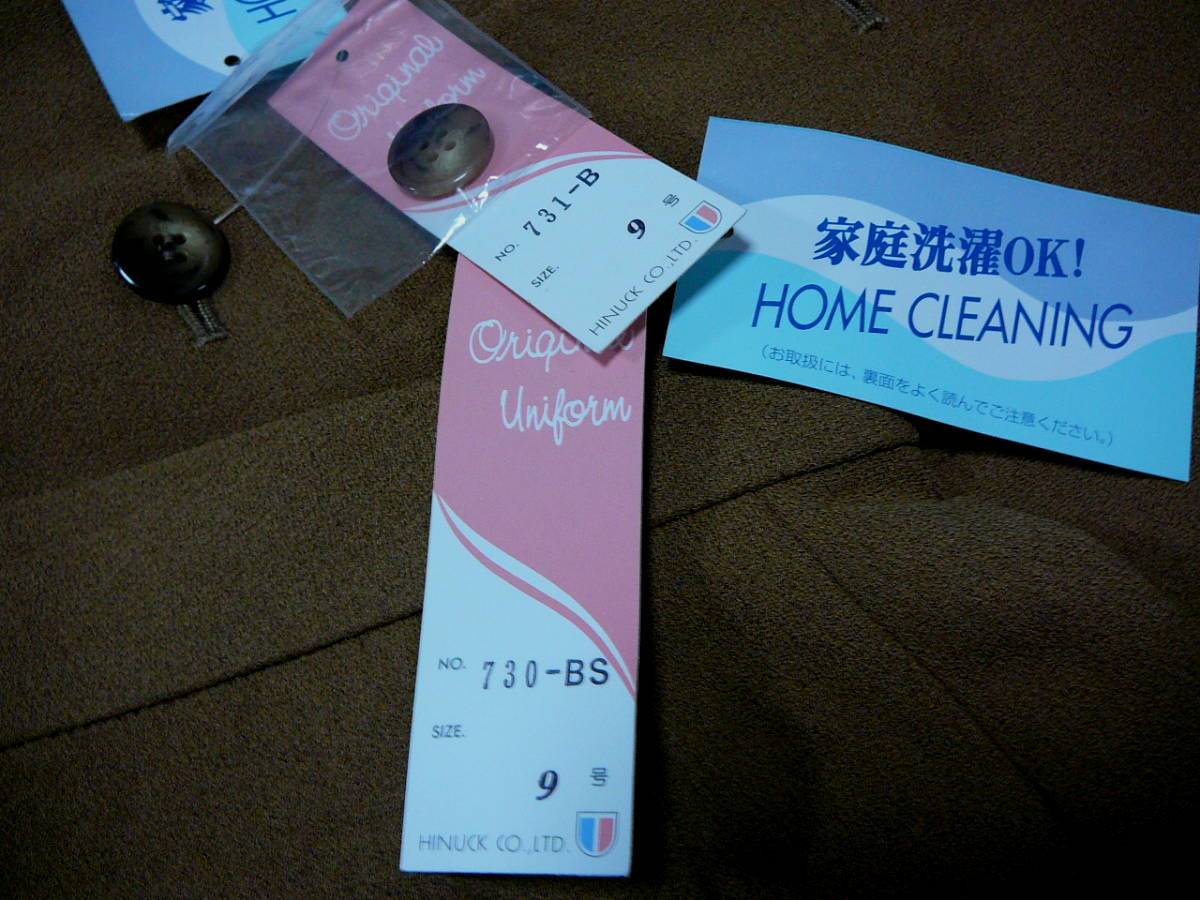 Original
NO. 731-B
SIZE. 9 号
HINUCK CO.,LTD.
家庭洗濯OK!
HOME CLEANING
(お取扱には、裏面をよく読んでご注意ください。)
Uniform
NO. 730-BS
SIZE.
9 号
HINUCK CO.,LTD.